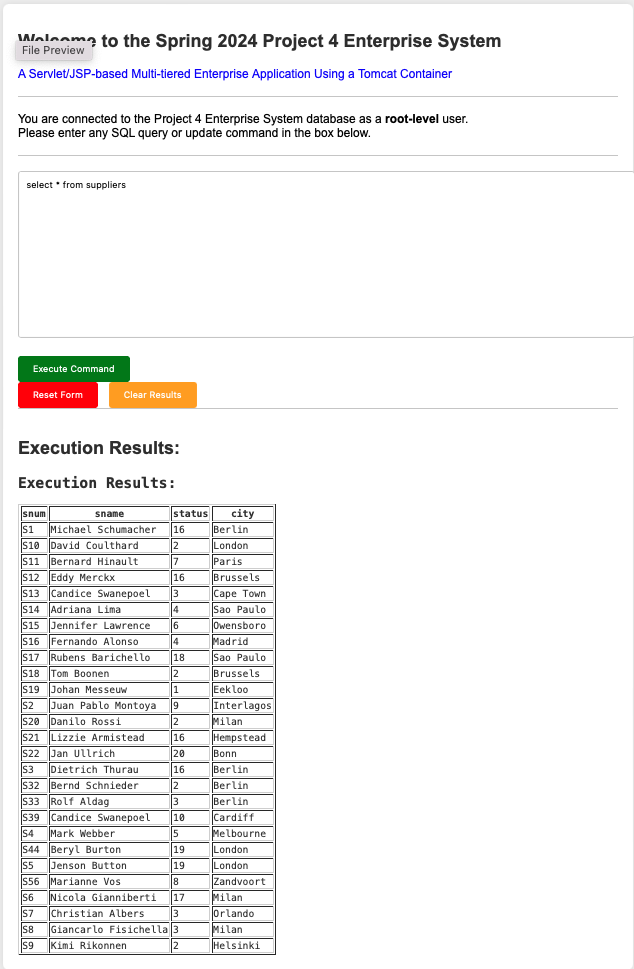 Welcome to the Spring 2024 Project 4 Enterprise System
File Preview
A Servlet/JSP-based Multi-tiered Enterprise Application Using a Tomcat Container
You are connected to the Project 4 Enterprise System database as a root-level user.
Please enter any SQL query or update command in the box below.
select * from suppliers
Execute Command
Reset Form Clear Results
Execution Results:
Execution Results:
snum sname status city
S1 Michael Schumacher 16 Berlin
S10 David Coulthard 2 London
S11 Bernard Hinault 7 Paris
S12 Eddy Merckx 16 Brussels
S13 Candice Swanepoel 3 Cape Town
S14 Adriana Lima 4 Sao Paulo
S15 Jennifer Lawrence 6 Owensboro
S16 Fernando Alonso 4 Madrid
S17 Rubens Barichello 18 Sao Paulo
S18 Tom Boonen 2 Brussels
S19 Johan Messeuw 1 Eekloo
S2 Juan Pablo Montoya 9 Interlagos
S20 Danilo Rossi 2 Milan
S21 Lizzie Armistead 16 Hempstead
S22 Jan Ullrich 20 Bonn
S3 Dietrich Thurau 16 Berlin
S32 Bernd Schnieder 2 Berlin
S33 Rolf Aldag 3 Berlin
S39 Candice Swanepoel 10 Cardiff
S4 Mark Webber 5 Melbourne
S44 Beryl Burton 19 London
S5 Jenson Button 19 London
S56 Marianne Vos 8 Zandvoort
S6 Nicola Gianniberti 17 Milan
S7 Christian Albers 3 Orlando
S8 Giancarlo Fisichella 3 Milan
S9 Kimi Rikonnen 2 Helsinki